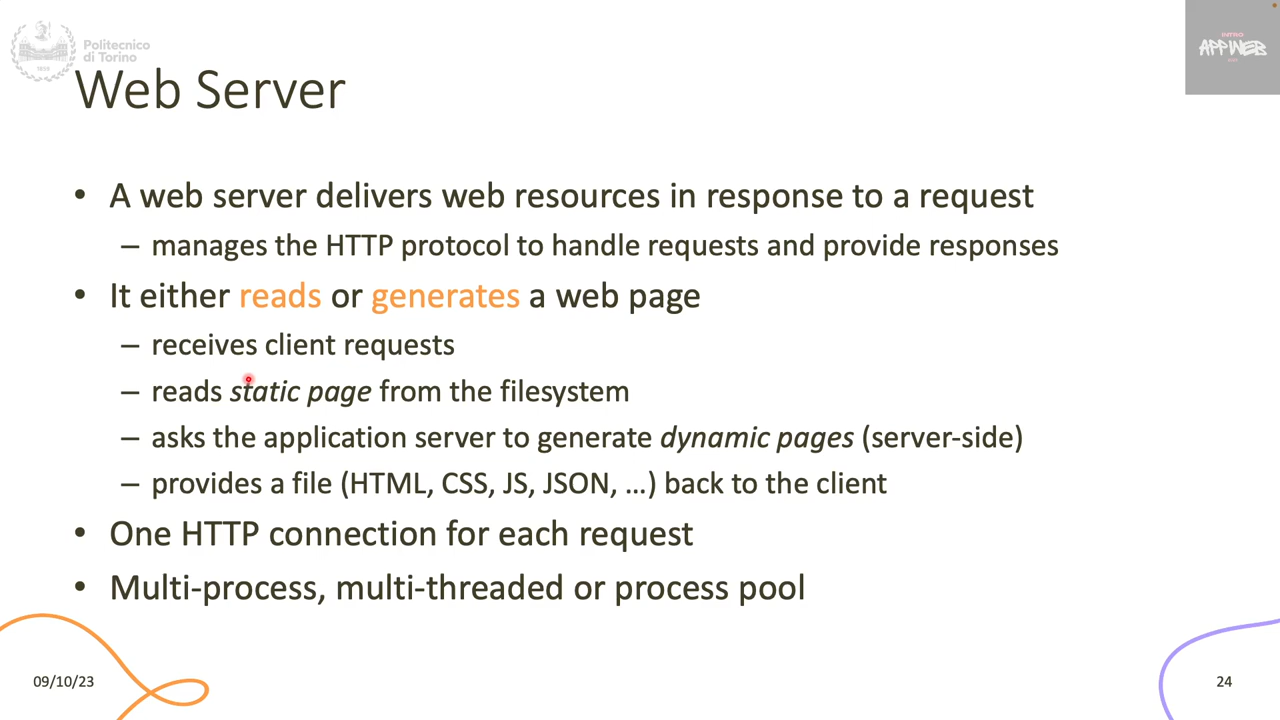 Politecnico
di Torino
1859
INTRO
APPWEB
Web Server
• A web server delivers web resources in response to a request
– manages the HTTP protocol to handle requests and provide responses
• It either reads or generates a web page
– receives client requests
– reads static page from the filesystem
– asks the application server to generate dynamic pages (server-side)
– provides a file (HTML, CSS, JS, JSON, …) back to the client
• One HTTP connection for each request
• Multi-process, multi-threaded or process pool
09/10/23
24